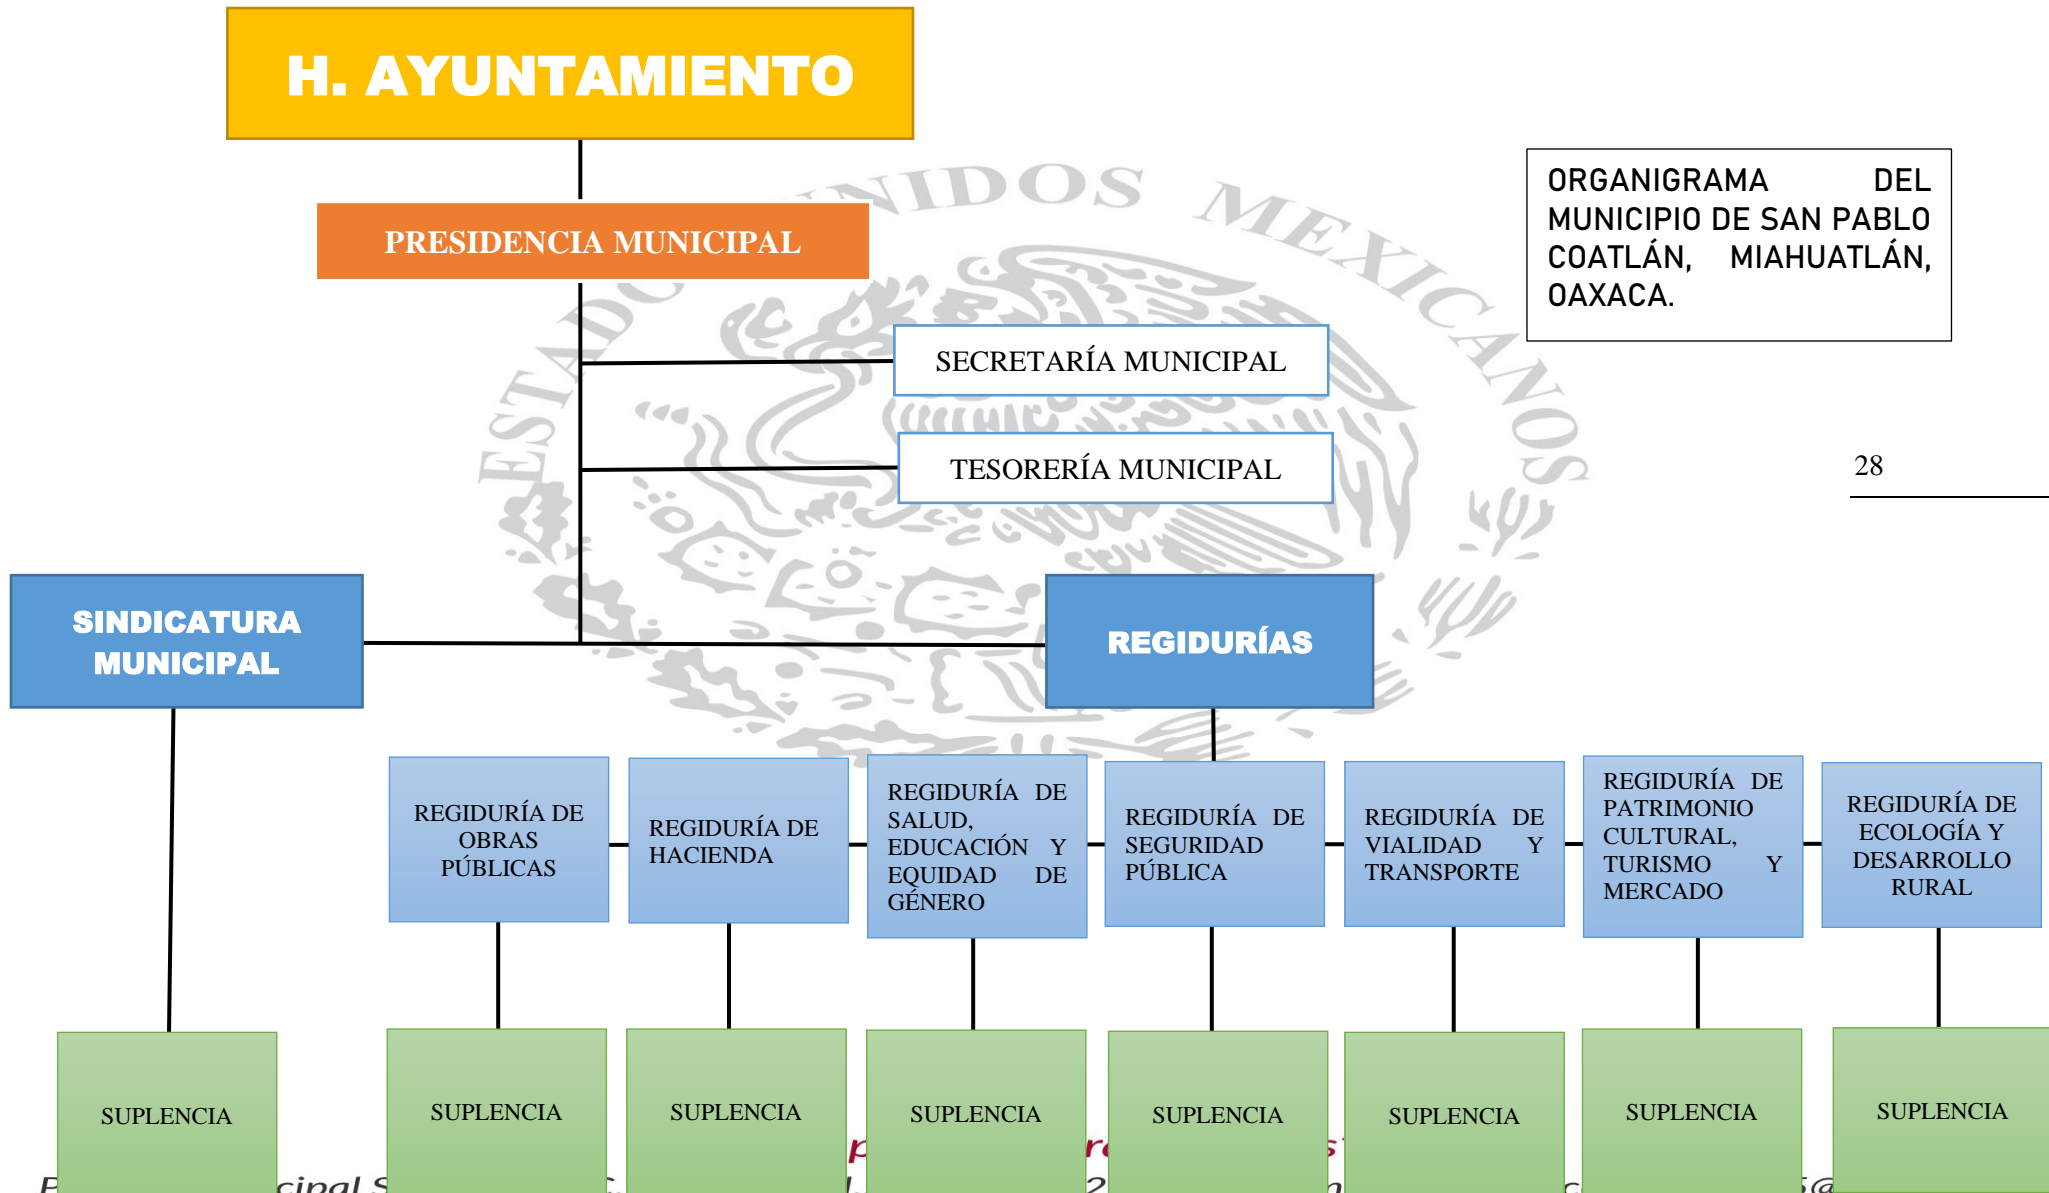 H. AYUNTAMIENTO
PRESIDENCIA MUNICIPAL
ESTADOS UNIDOS MEXICANOS
ORGANIGRAMA DEL
MUNICIPIO DE SAN PABLO
COATLÁN, MIAHUATLÁN,
OAXACA.
SECRETARÍA MUNICIPAL
TESORERÍA MUNICIPAL
28
SINDICATURA
MUNICIPAL
REGIDURÍAS
REGIDURÍA DE
OBRAS
PÚBLICAS
REGIDURÍA DE
HACIENDA
REGIDURÍA DE
SALUD,
EDUCACIÓN Y
EQUIDAD DE
GÉNERO
REGIDURÍA DE
SEGURIDAD
PÚBLICA
REGIDURÍA DE
VIALIDAD Y
TRANSPORTE
REGIDURÍA DE
PATRIMONIO
CULTURAL,
TURISMO Y
MERCADO
REGIDURÍA DE
ECOLOGÍA Y
DESARROLLO
RURAL
SUPLENCIA
SUPLENCIA
SUPLENCIA
SUPLENCIA
SUPLENCIA
SUPLENCIA
SUPLENCIA
SUPLENCIA